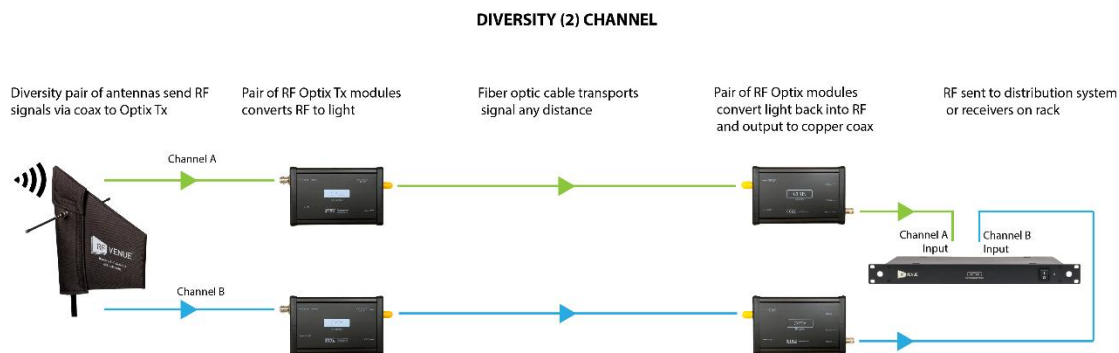 DIVERSITY (2) CHANNEL
Diversity pair of antennas send RF
signals via coax to Optix Tx
Pair of RF Optix Tx modules
converts RF to light
Fiber optic cable transports
signal any distance
Pair of RF Optix modules
convert light back into RF
and output to copper coax
RF sent to distribution system
or receivers on rack
Channel A
RF VENUE
Channel B
Channel A
Input
Channel B
Input